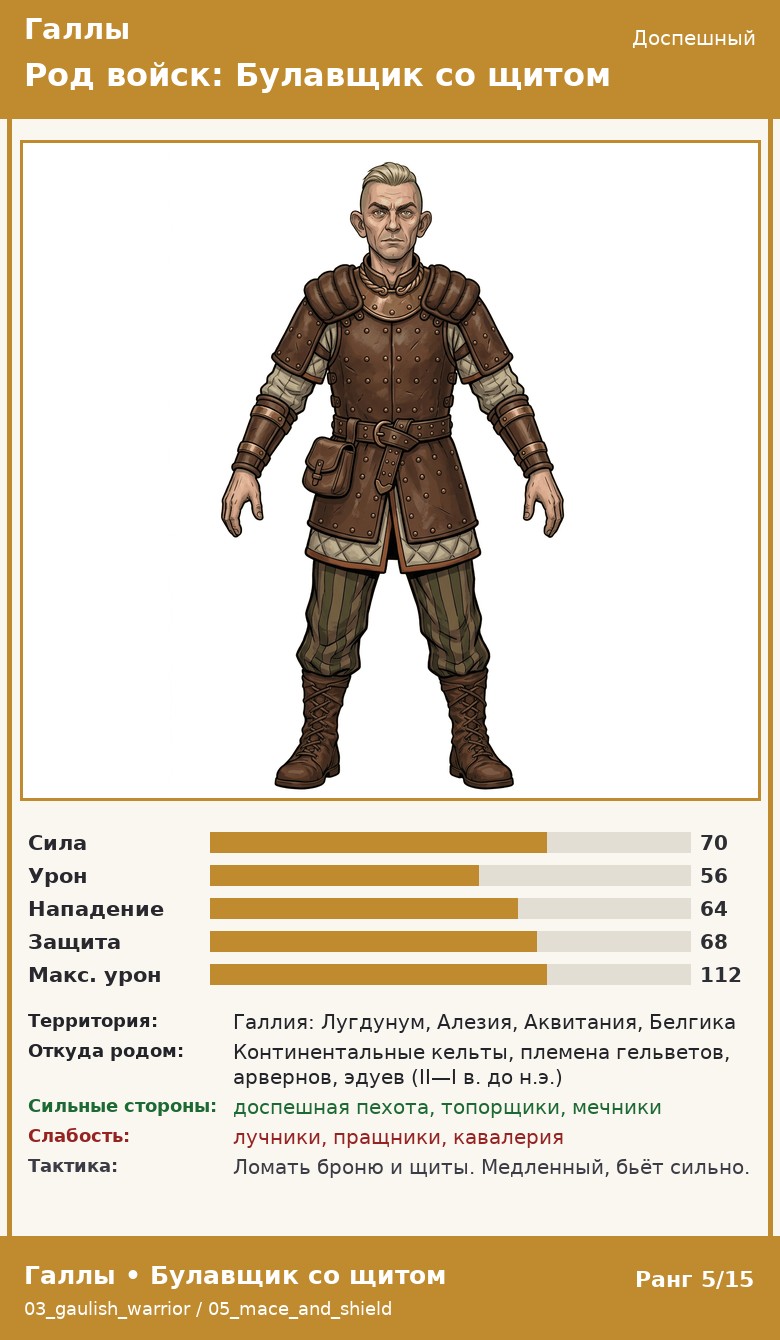 Галлы
Доспешный
Род войск: Булавщик со щитом
Сила 70
Урон 56
Нападение 64
Защита 68
Макс. урон 112
Территория: Галлия: Лугдунум, Алезия, Аквитания, Белгика
Откуда родом: Континентальные кельты, племена гельветов,
арвернов, эдуев (II—I в. до н.э.)
Сильные стороны: доспешная пехота, топорщики, мечники
Слабость: лучники, пращники, кавалерия
Тактика: Ломать броню и щиты. Медленный, бьёт сильно.
Галлы • Булавщик со щитом
Ранг 5/15
03_gaulish_warrior / 05_mace_and_shield